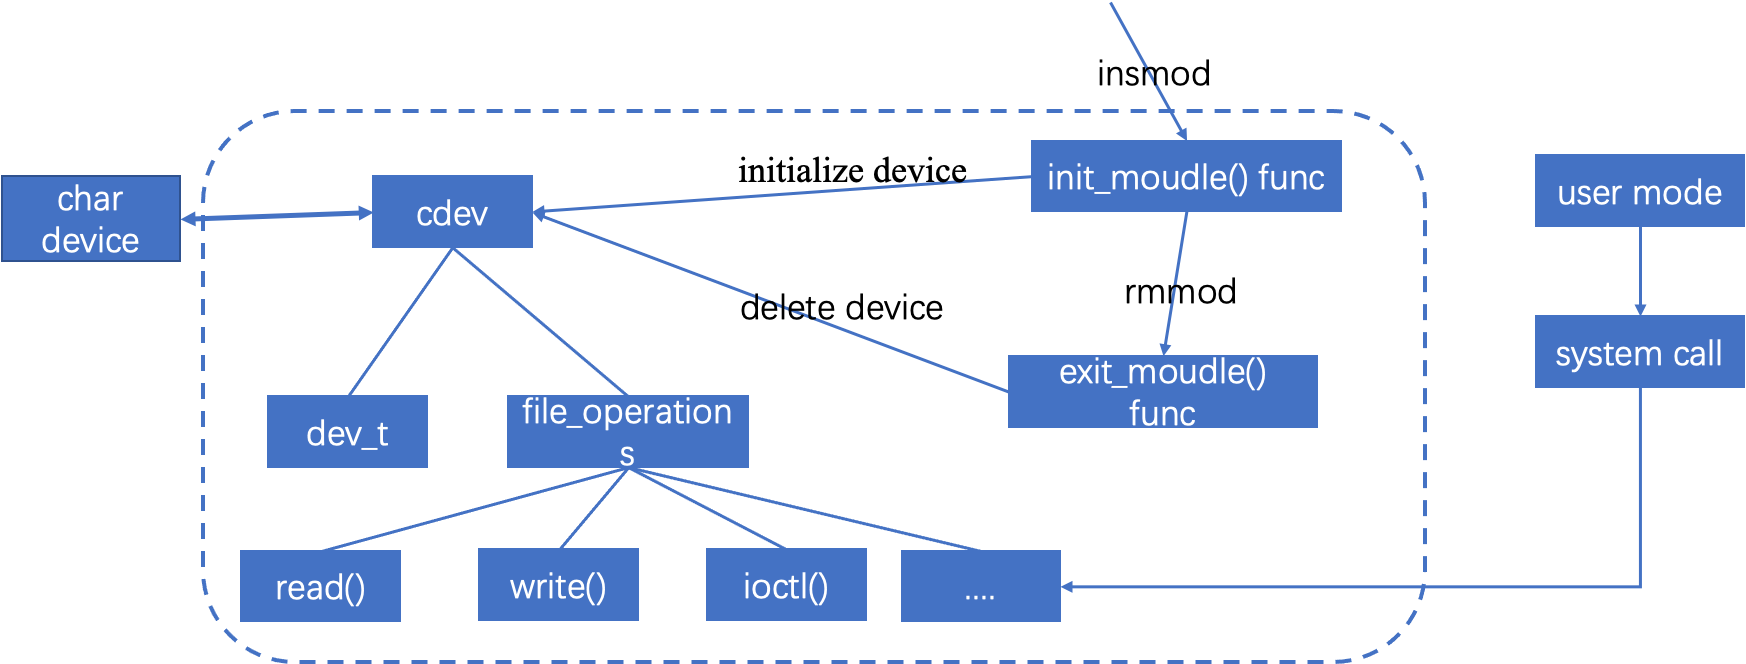 insmod
init_moudle() func
initialize device
user mode
char
device
cdev
rmmod
delete device
system call
exit_moudle()
func
dev_t
file_operation
s
read()
write()
ioctl()
....